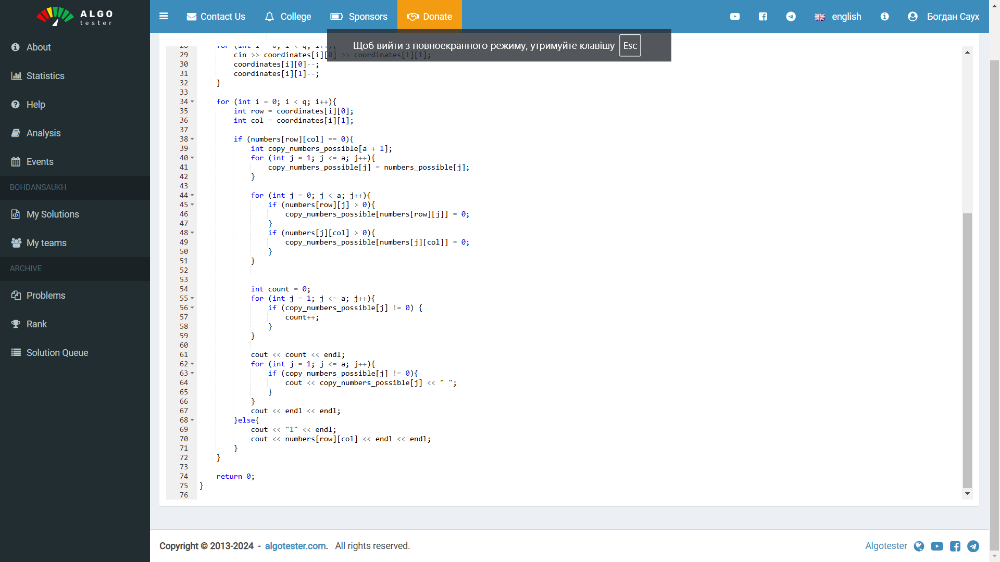 ALGO
tester
Contact Us
College
Sponsors
Donate
english
Богдан Саух
About
Statistics
Help
Analysis
Events
BOHDANSAUKH
My Solutions
My teams
ARCHIVE
Problems
Rank
Solution Queue
Щоб вийти з повноекранного режиму, утримуйте клавішу Esc
28 for (int i = 0; i < q; i++){
29 cin >> coordinates[i][0] >> coordinates[i][1];
30 coordinates[i][0]--;
31 coordinates[i][1]--;
32 }
33
34 for (int i = 0; i < q; i++){
35 int row = coordinates[i][0];
36 int col = coordinates[i][1];
37
38 if (numbers[row][col] == 0){
39 int copy_numbers_possible[a + 1];
40 for (int j = 1; j <= a; j++){
41 copy_numbers_possible[j] = numbers_possible[j];
42 }
43
44 for (int j = 0; j < a; j++){
45 if (numbers[row][j] > 0){
46 copy_numbers_possible[numbers[row][j]] = 0;
47 }
48 if (numbers[j][col] > 0){
49 copy_numbers_possible[numbers[j][col]] = 0;
50 }
51 }
52
53
54 int count = 0;
55 for (int j = 1; j <= a; j++){
56 if (copy_numbers_possible[j] != 0) {
57 count++;
58 }
59 }
60
61 cout << count << endl;
62 for (int j = 1; j <= a; j++){
63 if (copy_numbers_possible[j] != 0){
64 cout << copy_numbers_possible[j] << " ";
65 }
66 }
67 cout << endl << endl;
68 }else{
69 cout << "1" << endl;
70 cout << numbers[row][col] << endl << endl;
71 }
72 }
73
74 return 0;
75 }
76
Copyright © 2013-2024 - algotester.com. All rights reserved.
Algotester